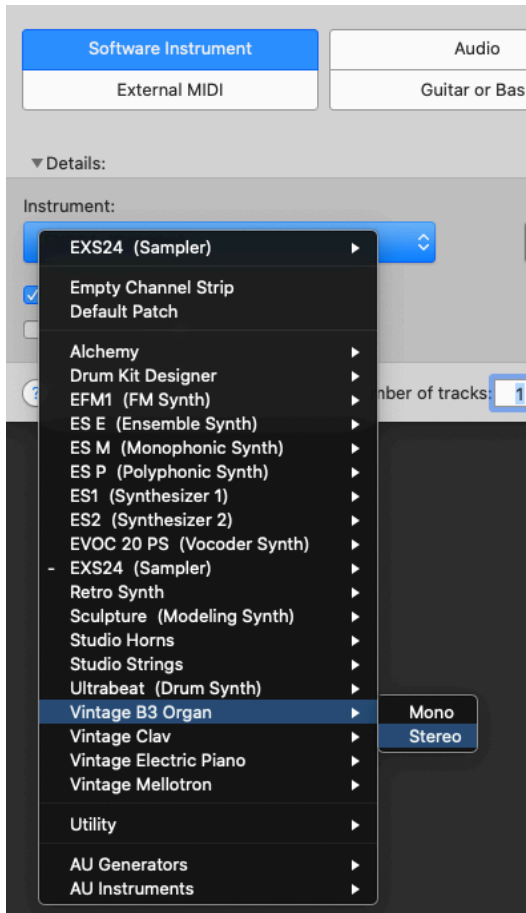 Software Instrument
Audio
External MIDI
Guitar or Bas
Details:
Instrument:
EXS24 (Sampler)
Empty Channel Strip
Default Patch
Alchemy
Drum Kit Designer
EFM1 (FM Synth)
ES E (Ensemble Synth)
ES M (Monophonic Synth)
ES P (Polyphonic Synth)
ES1 (Synthesizer 1)
ES2 (Synthesizer 2)
EVOC 20 PS (Vocoder Synth)
- EXS24 (Sampler)
Retro Synth
Sculpture (Modeling Synth)
Studio Horns
Studio Strings
Ultrabeat (Drum Synth)
Vintage B3 Organ
Vintage Clav
Vintage Electric Piano
Vintage Mellotron
Utility
AU Generators
AU Instruments
Mono
Stereo
? mber of tracks: 1